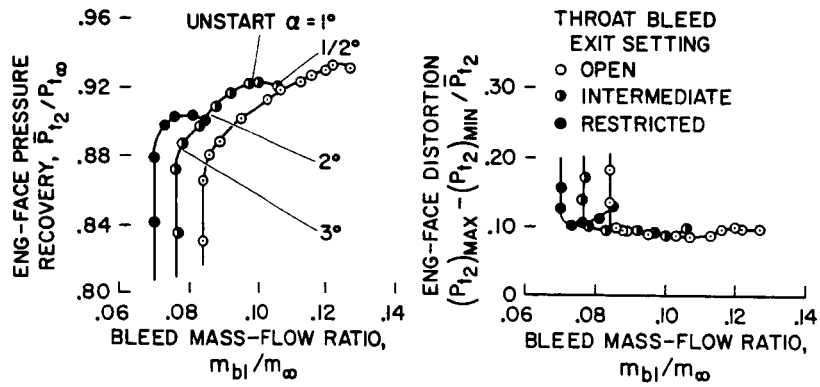 UNSTART α = 1°
1/2°
2°
3°
.96
.92
.88
.84
.80
.06
.08
.10
.12
.14
ENG-FACE PRESSURE
RECOVERY, P̄t2/Pt∞
BLEED MASS-FLOW RATIO,
mbl/m∞
THROAT BLEED
EXIT SETTING
○ OPEN
◑ INTERMEDIATE
● RESTRICTED
.30
.20
.10
0
.06
.08
.10
.12
.14
ENG-FACE DISTORTION
(Pt2)MAX – (Pt2)MIN / P̄t2
BLEED MASS-FLOW RATIO,
mbl/m∞